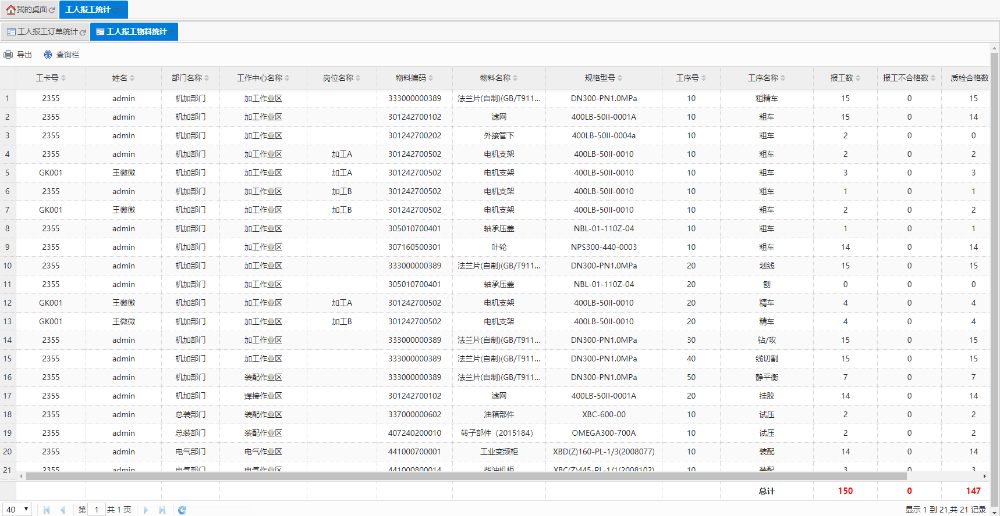 我的桌面 工人报工统计
工人报工订单统计 工人报工物料统计
导出 查询栏
工卡号 姓名 部门名称 工作中心名称 岗位名称 物料编码 物料名称 规格型号 工序号 工序名称 报工数 报工不合格数 质检合格数
1 2355 admin 机加部门 加工作业区 333000000389 法兰片(自制)(GB/T911... DN300-PN1.0MPa 10 粗精车 15 0 15
2 2355 admin 机加部门 加工作业区 301242700102 滤网 400LB-50II-0001A 10 粗车 15 0 14
3 2355 admin 机加部门 加工作业区 301242700202 外接管下 400LB-50II-0004a 10 粗车 2 0 0
4 2355 admin 机加部门 加工作业区 加工A 301242700502 电机支架 400LB-50II-0010 10 粗车 2 0 2
5 GK001 王微微 机加部门 加工作业区 加工A 301242700502 电机支架 400LB-50II-0010 10 粗车 3 0 3
6 2355 admin 机加部门 加工作业区 加工B 301242700502 电机支架 400LB-50II-0010 10 粗车 1 0 1
7 GK001 王微微 机加部门 加工作业区 加工B 301242700502 电机支架 400LB-50II-0010 10 粗车 2 0 2
8 2355 admin 机加部门 加工作业区 305010700401 轴承压盖 NBL-01-110Z-04 10 粗车 1 0 1
9 2355 admin 机加部门 加工作业区 307160500301 叶轮 NPS300-440-0003 10 粗车 14 0 14
10 2355 admin 机加部门 加工作业区 333000000389 法兰片(自制)(GB/T911... DN300-PN1.0MPa 20 划线 15 0 15
11 2355 admin 机加部门 加工作业区 305010700401 轴承压盖 NBL-01-110Z-04 20 刨 0 0 0
12 GK001 王微微 机加部门 加工作业区 加工A 301242700502 电机支架 400LB-50II-0010 20 精车 4 0 4
13 GK001 王微微 机加部门 加工作业区 加工B 301242700502 电机支架 400LB-50II-0010 20 精车 4 0 4
14 2355 admin 机加部门 加工作业区 333000000389 法兰片(自制)(GB/T911... DN300-PN1.0MPa 30 钻/攻 15 0 15
15 2355 admin 机加部门 加工作业区 333000000389 法兰片(自制)(GB/T911... DN300-PN1.0MPa 40 线切割 15 0 15
16 2355 admin 机加部门 装配作业区 333000000389 法兰片(自制)(GB/T911... DN300-PN1.0MPa 50 静平衡 7 0 7
17 2355 admin 机加部门 焊接作业区 301242700102 滤网 400LB-50II-0001A 20 挂胶 14 0 14
18 2355 admin 总装部门 装配作业区 337000000602 油箱部件 XBC-600-00 10 试压 2 0 2
19 2355 admin 总装部门 装配作业区 407240200010 转子部件（2015184） OMEGA300-700A 10 试压 2 0 2
20 2355 admin 电气部门 电气作业区 441000700001 工业变频柜 XBD(Z)160-PL-1/3(2008077) 10 装配 14 0 14
21 2355 admin 电气部门 电气作业区 441000800014 柴油机柜 XBC(Z)445-PL-1/1(2008102) 10 装配 3 0 3
总计 150 0 147
40 第 1 共 1 页 显示 1 到 21,共 21 记录